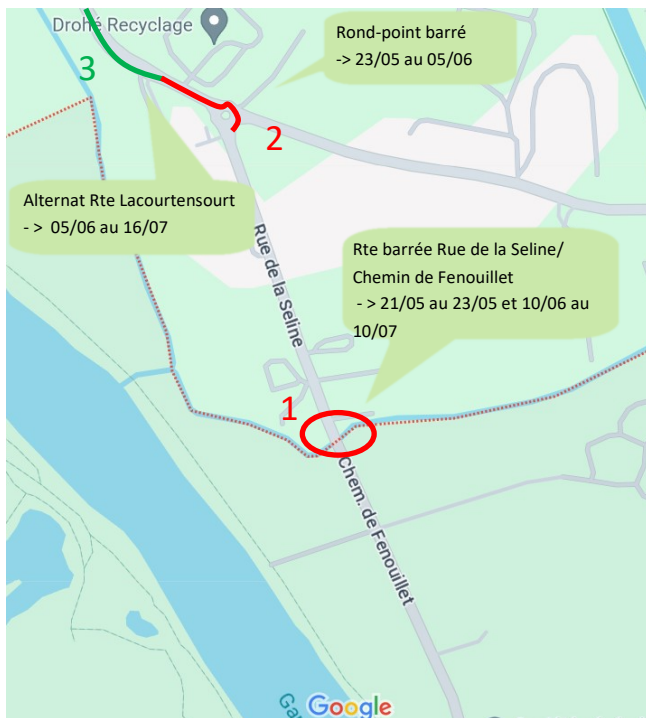 Drohé Recyclage
Rond-point barré
-> 23/05 au 05/06
3
2
Alternat Rte Lacourtensourt
- > 05/06 au 16/07
Rue de la Seline
Rte barrée Rue de la Seline/
Chemin de Fenouillet
- > 21/05 au 23/05 et 10/06 au
10/07
1
Chem. de Fenouillet
Google